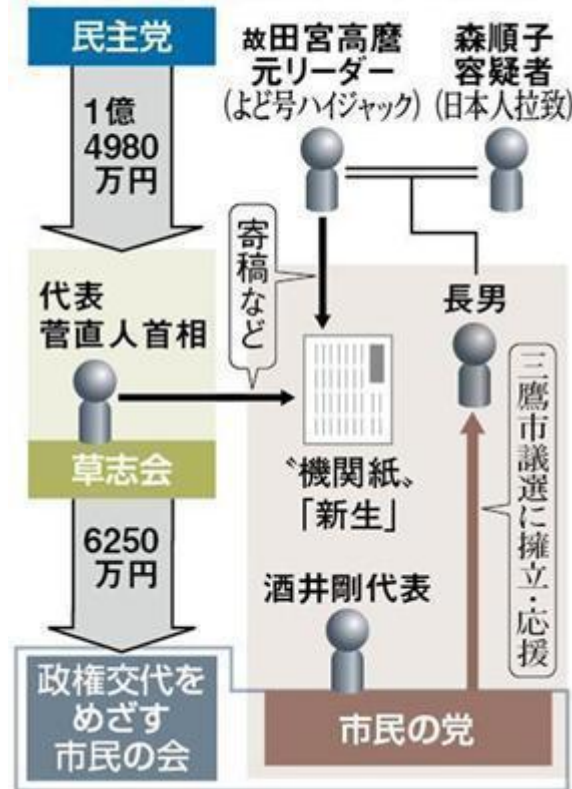 民主党
1億
4980
万円
代表
菅直人首相
草志会
6250
万円
政権交代を
めざす
市民の会
故田宮高麿
元リーダー
(よど号ハイジャック)
森順子
容疑者
(日本人拉致)
寄稿など
長男
〝機関紙〟
「新生」
三鷹市議選に擁立・応援
酒井剛代表
市民の党